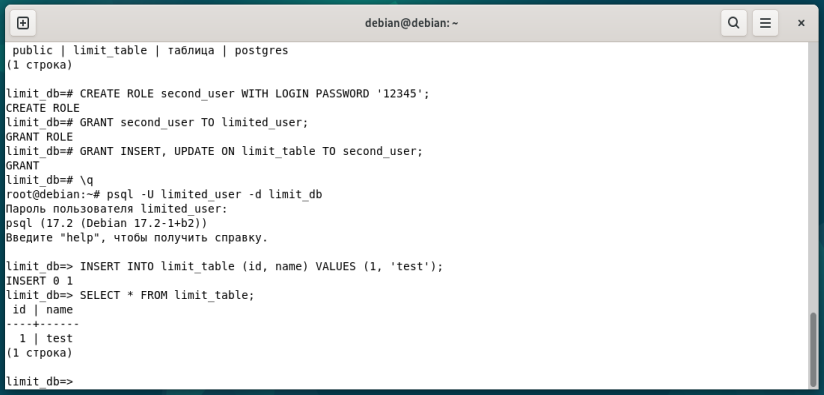 debian@debian: ~
 public | limit_table | таблица | postgres
(1 строка)
limit_db=# CREATE ROLE second_user WITH LOGIN PASSWORD '12345';
CREATE ROLE
limit_db=# GRANT second_user TO limited_user;
GRANT ROLE
limit_db=# GRANT INSERT, UPDATE ON limit_table TO second_user;
GRANT
limit_db=# \q
root@debian:~# psql -U limited_user -d limit_db
Пароль пользователя limited_user:
psql (17.2 (Debian 17.2-1+b2))
Введите "help", чтобы получить справку.
limit_db=> INSERT INTO limit_table (id, name) VALUES (1, 'test');
INSERT 0 1
limit_db=> SELECT * FROM limit_table;
 id | name
----+------
  1 | test
(1 строка)
limit_db=>